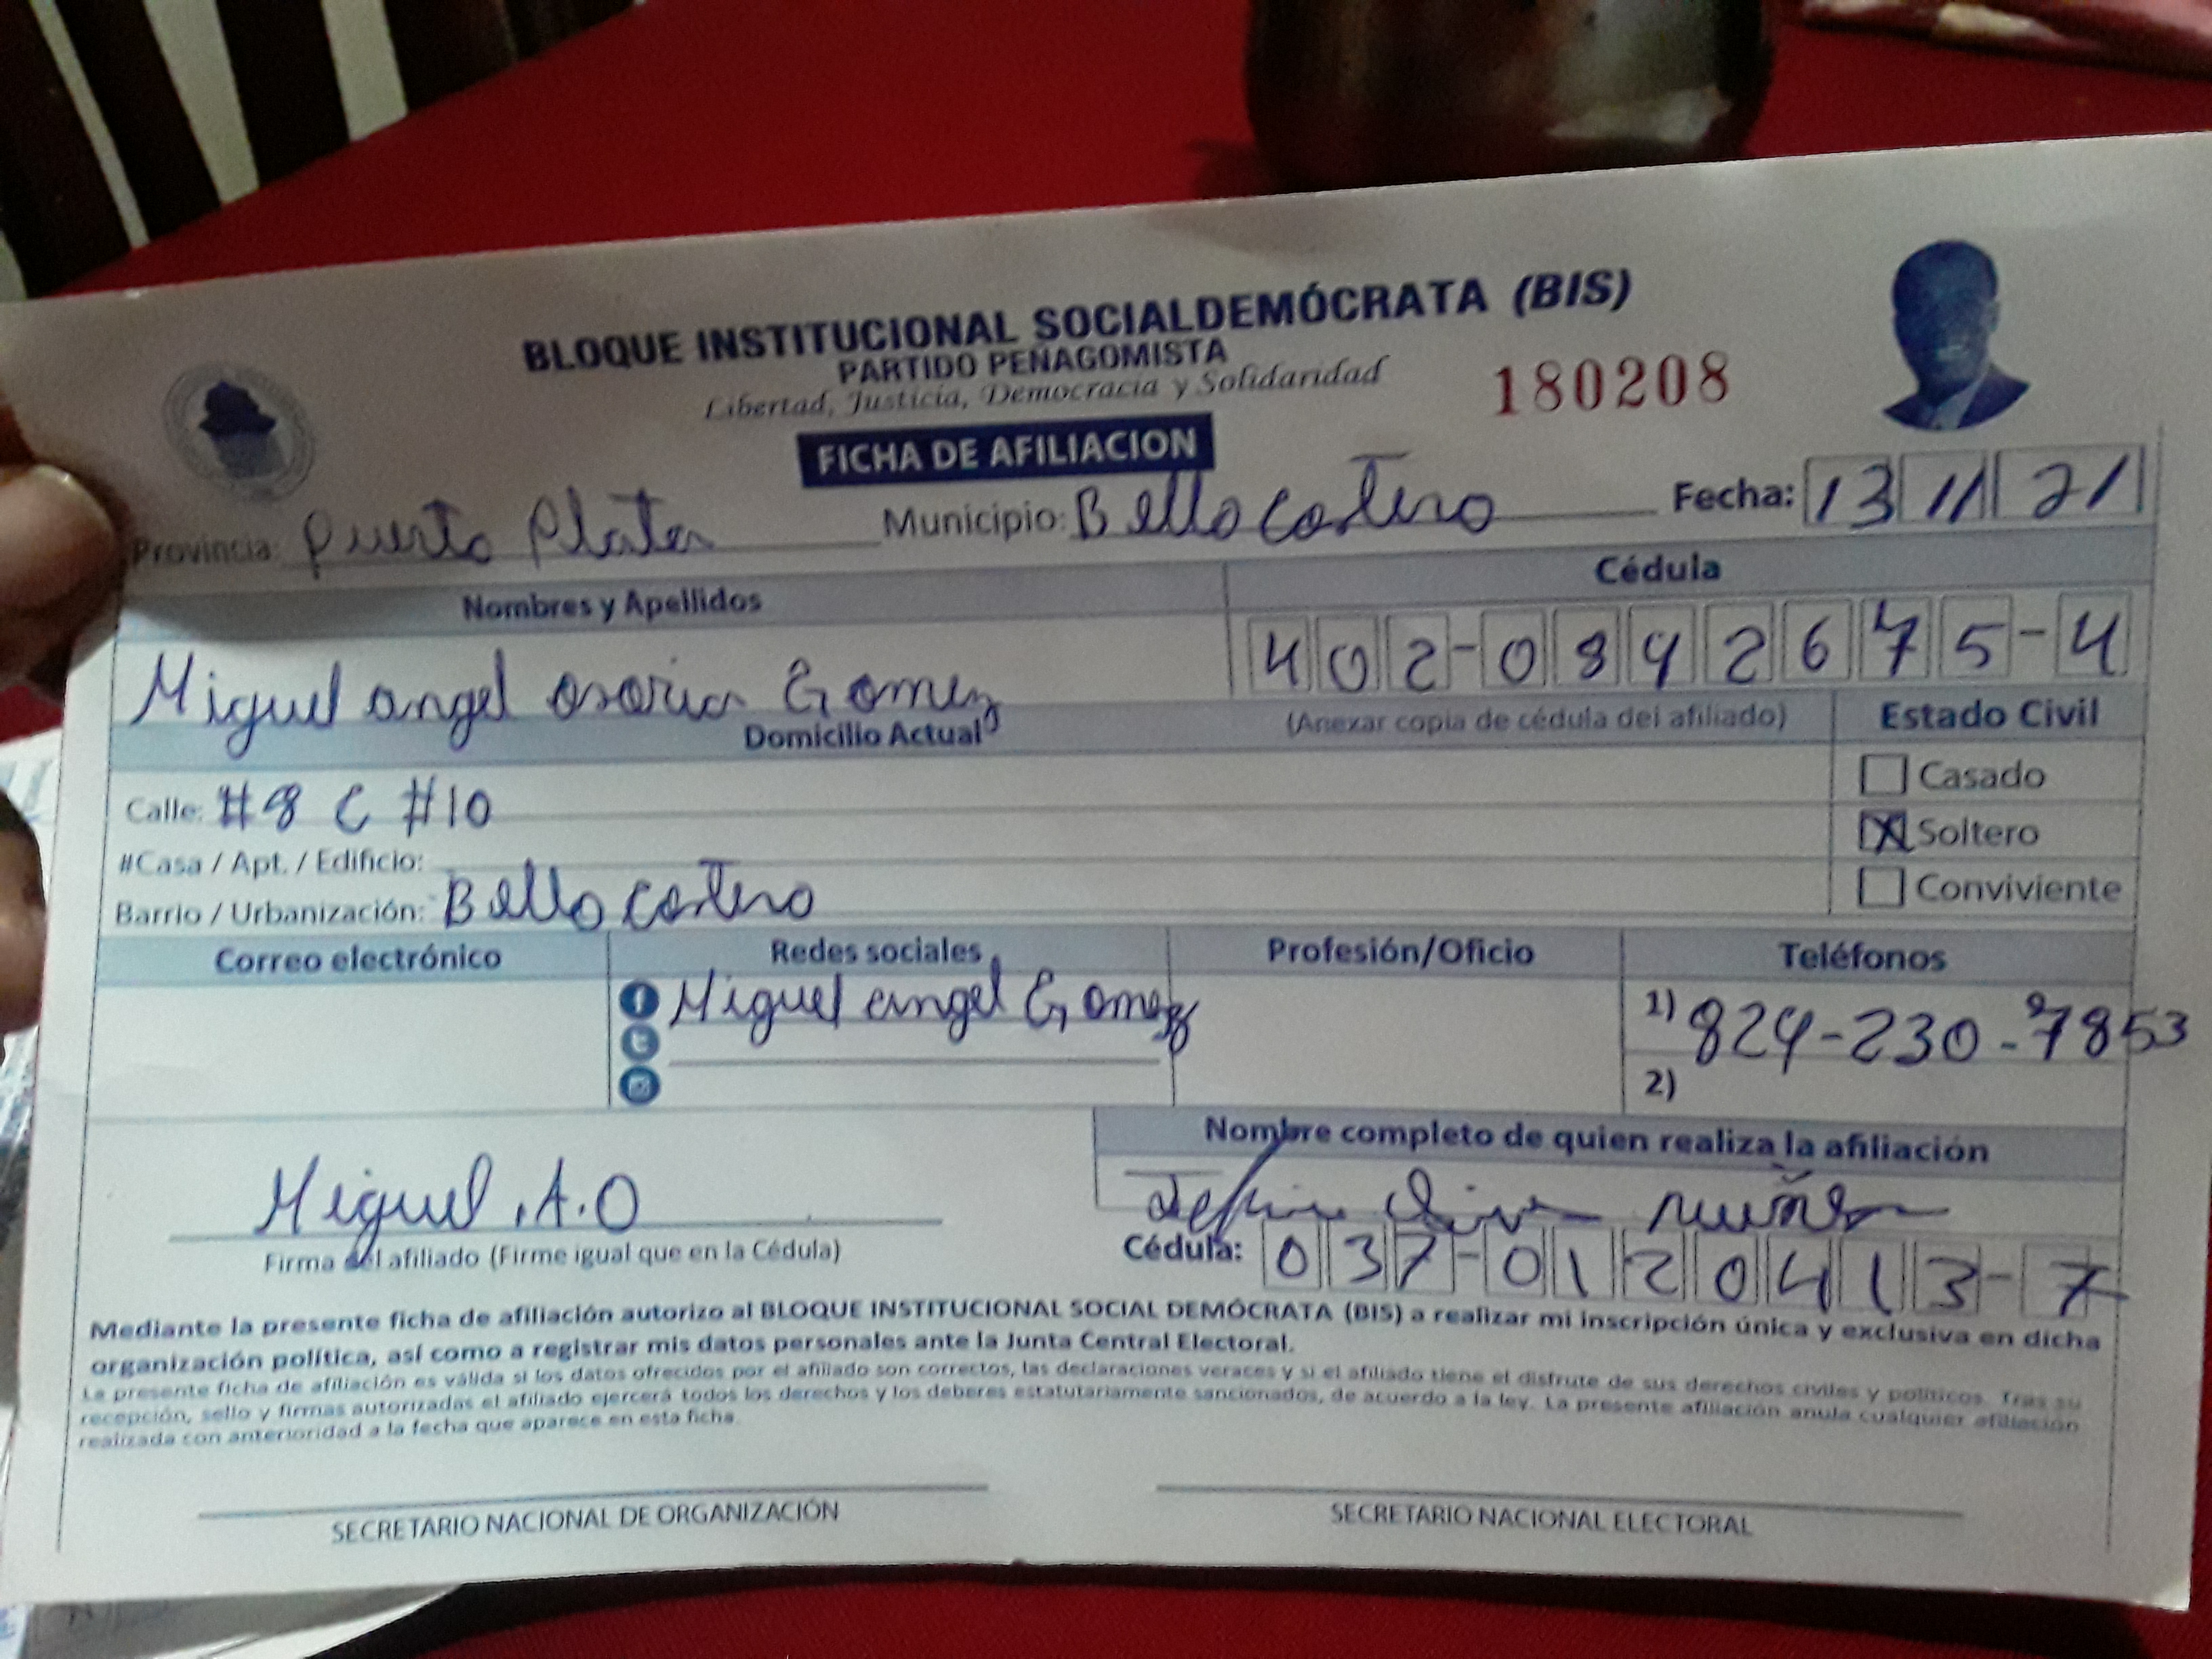 BLOQUE INSTITUCIONAL SOCIALDEMÓCRATA (BIS)
PARTIDO PEÑAGOMISTA
Libertad, Justicia, Democracia y Solidaridad
180208
FICHA DE AFILIACION
Provincia: Puerto Plata Municipio: Bello Costero Fecha: 13 11 21
Nombres y Apellidos Cédula
Miguel angel osoria Gomez 402-08942675-4
Domicilio Actual (Anexar copia de cédula del afiliado) Estado Civil
Casado
Calle: #8 C #10
X Soltero
#Casa / Apt. / Edificio:
Barrio / Urbanización: Bello Costero Conviviente
Correo electrónico Redes sociales Profesión/Oficio Teléfonos
Miguel angel Gomez 1) 829-230-7853
2)
Nombre completo de quien realiza la afiliación
Miguel .A.O
Firma del afiliado (Firme igual que en la Cédula) Cédula: 037-0120413-7
Mediante la presente ficha de afiliación autorizo al BLOQUE INSTITUCIONAL SOCIAL DEMÓCRATA (BIS) a realizar mi inscripción única y exclusiva en dicha
organización política, así como a registrar mis datos personales ante la Junta Central Electoral.
La presente ficha de afiliación es válida si los datos ofrecidos por el afiliado son correctos, las declaraciones veraces y si el afiliado tiene el disfrute de sus derechos civiles y políticos. Tras su
recepción, sello y firmas autorizadas el afiliado ejercerá todos los derechos y los deberes estatutariamente sancionados, de acuerdo a la ley. La presente afiliación anula cualquier afiliación
realizada con anterioridad a la fecha que aparece en esta ficha.
SECRETARIO NACIONAL DE ORGANIZACIÓN SECRETARIO NACIONAL ELECTORAL